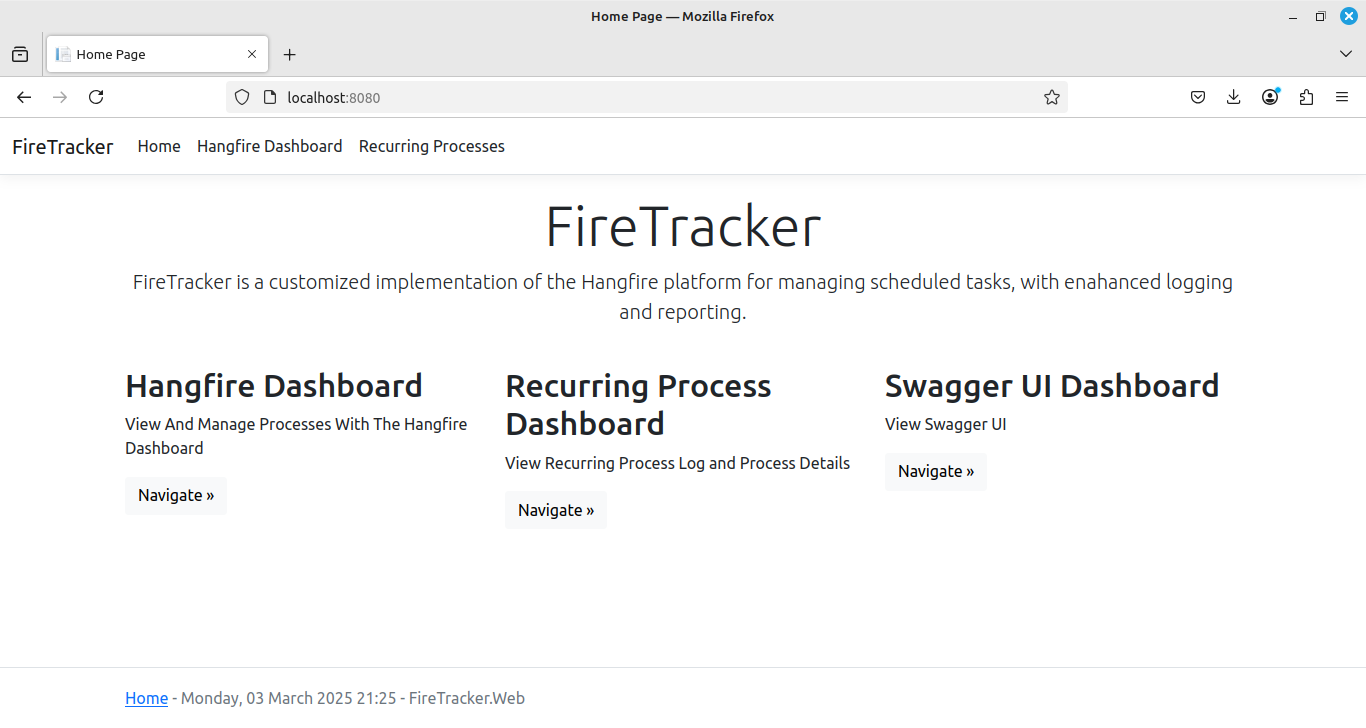 Home Page — Mozilla Firefox
Home Page
localhost:8080
FireTracker Home Hangfire Dashboard Recurring Processes
FireTracker
FireTracker is a customized implementation of the Hangfire platform for managing scheduled tasks, with enahanced logging
and reporting.
Hangfire Dashboard
View And Manage Processes With The Hangfire
Dashboard
Navigate »
Recurring Process
Dashboard
View Recurring Process Log and Process Details
Navigate »
Swagger UI Dashboard
View Swagger UI
Navigate »
Home - Monday, 03 March 2025 21:25 - FireTracker.Web